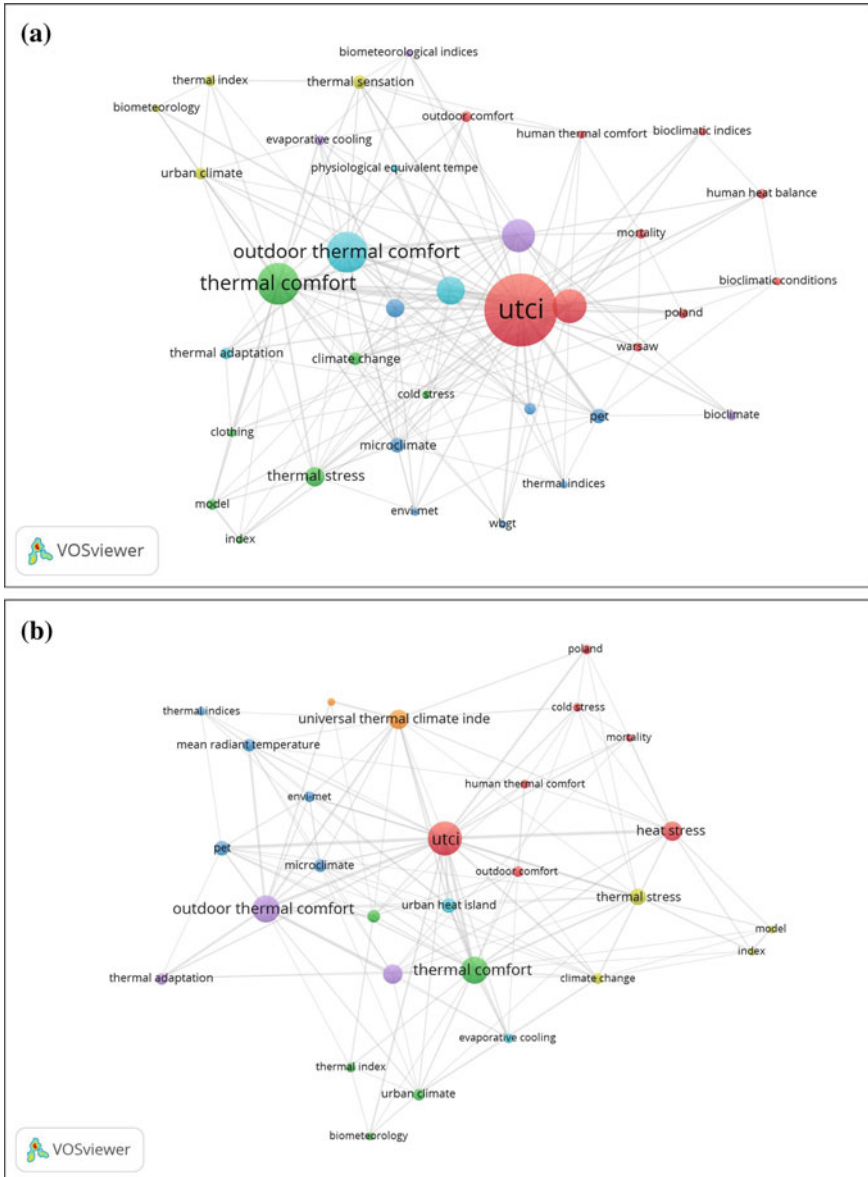 (a)
biometeorological indices
thermal index
thermal sensation
biometeorology
outdoor comfort
human thermal comfort
bioclimatic indices
evaporative cooling
physiological equivalent tempe
urban climate
human heat balance
mortality
outdoor thermal comfort
thermal comfort
bioclimatic conditions
utci
poland
warsaw
thermal adaptation
climate change
cold stress
pet
bioclimate
clothing
microclimate
thermal stress
thermal indices
model
envi-met
wbgt
index
VOSviewer
(b)
poland
thermal indices
universal thermal climate inde
cold stress
mean radiant temperature
mortality
human thermal comfort
envi-met
utci
heat stress
pet
microclimate
outdoor comfort
outdoor thermal comfort
urban heat island
thermal stress
model
index
thermal adaptation
thermal comfort
climate change
evaporative cooling
thermal index
urban climate
biometeorology
VOSviewer